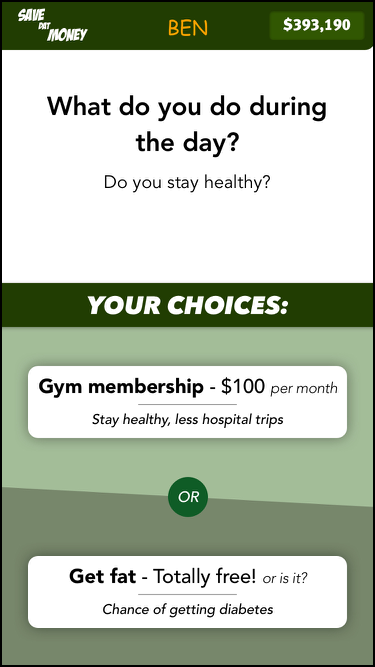 SAVE
DAT
MONEY
BEN
$393,190
What do you do during
the day?
Do you stay healthy?
YOUR CHOICES:
Gym membership - $100 per month
Stay healthy, less hospital trips
OR
Get fat - Totally free! or is it?
Chance of getting diabetes